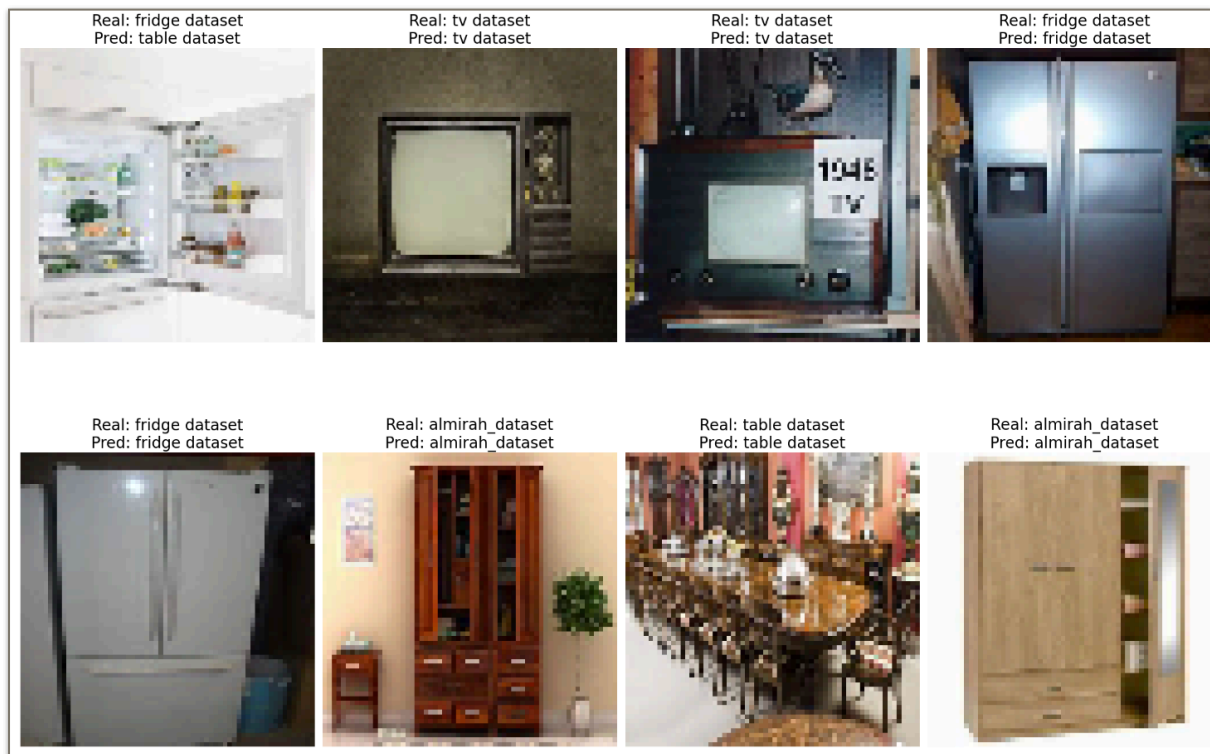 Real: fridge dataset
Pred: table dataset
Real: tv dataset
Pred: tv dataset
Real: tv dataset
Pred: tv dataset
Real: fridge dataset
Pred: fridge dataset
1945
TV
Real: fridge dataset
Pred: fridge dataset
Real: almirah_dataset
Pred: almirah_dataset
Real: table dataset
Pred: table dataset
Real: almirah_dataset
Pred: almirah_dataset